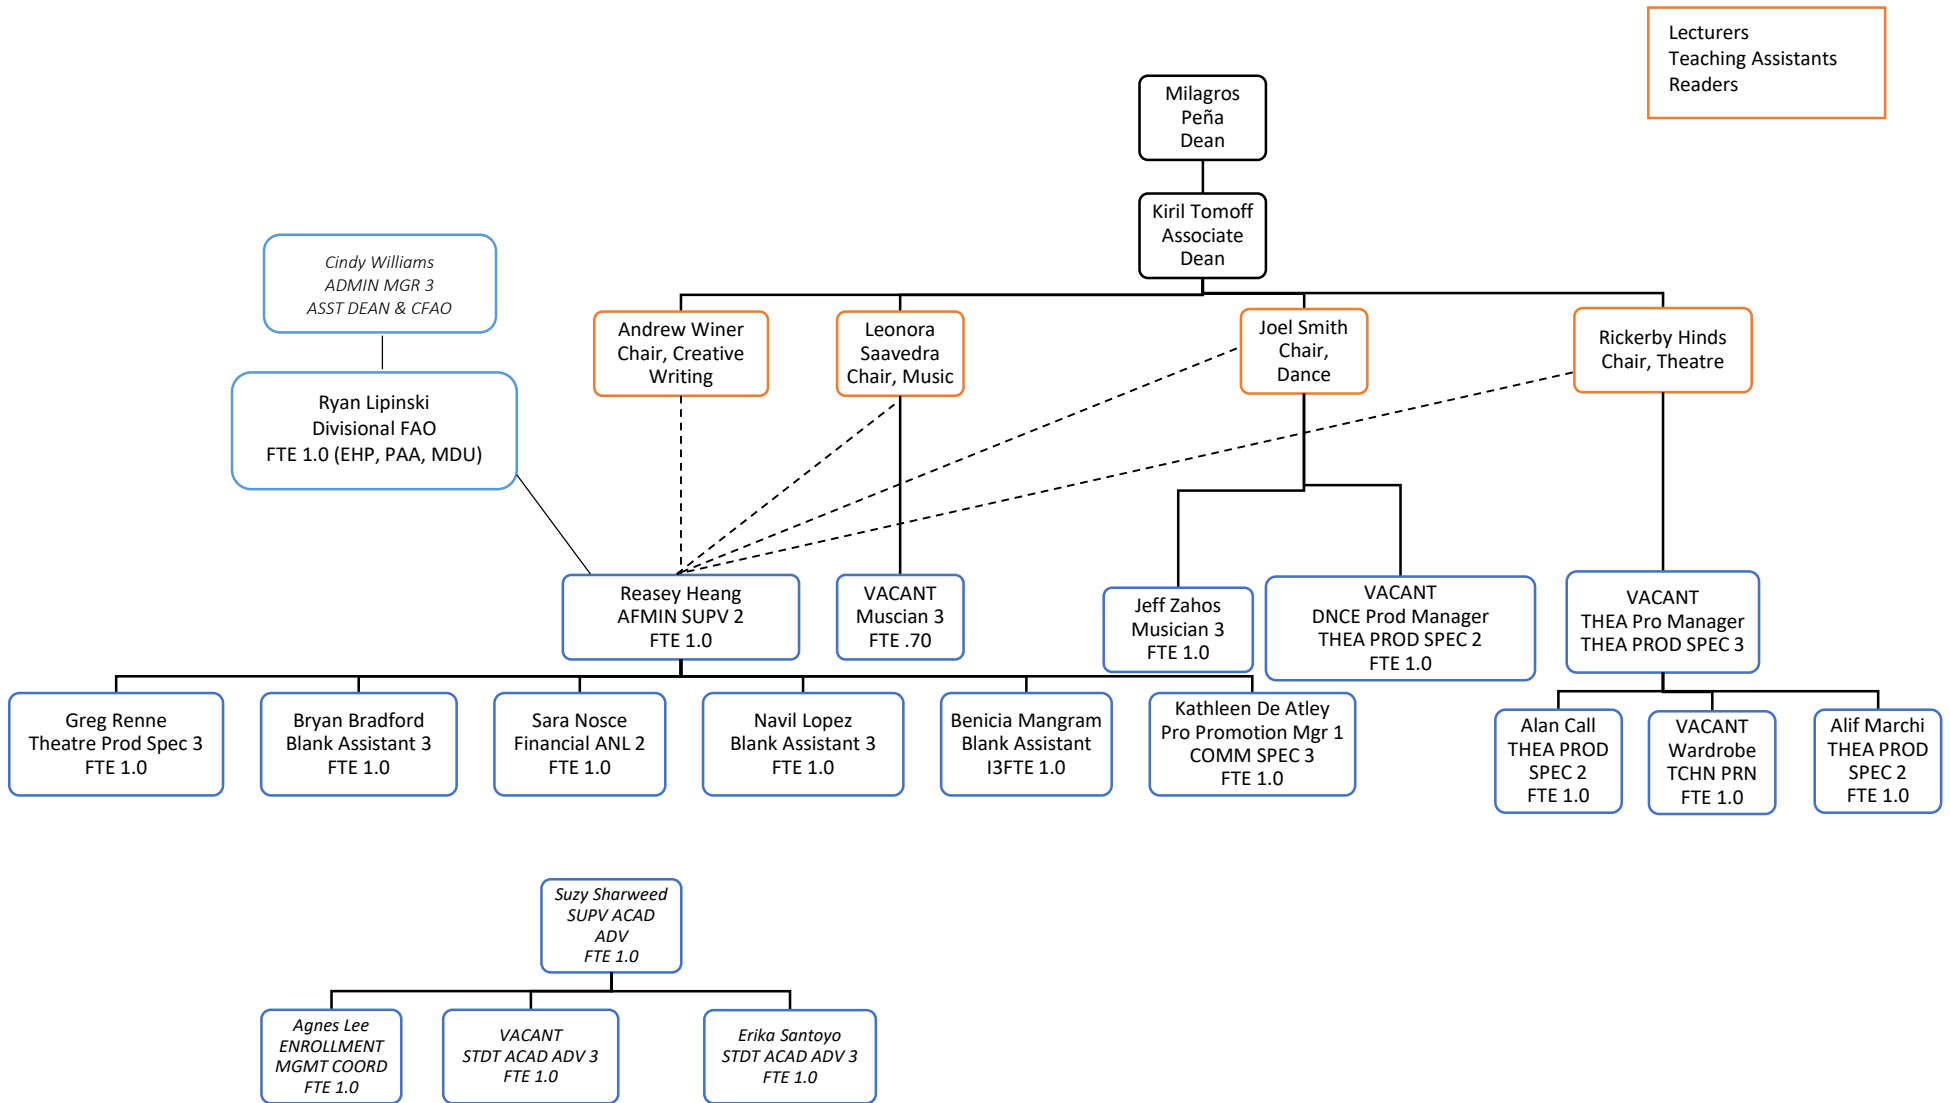 Lecturers
Teaching Assistants
Readers
Milagros
Peña
Dean
Kiril Tomoff
Associate
Dean
Cindy Williams
ADMIN MGR 3
ASST DEAN & CFAO
Ryan Lipinski
Divisional FAO
FTE 1.0 (EHP, PAA, MDU)
Andrew Winer
Chair, Creative
Writing
Leonora
Saavedra
Chair, Music
Joel Smith
Chair,
Dance
Rickerby Hinds
Chair, Theatre
Reasey Heang
AFMIN SUPV 2
FTE 1.0
VACANT
Muscian 3
FTE .70
Jeff Zahos
Musician 3
FTE 1.0
VACANT
DNCE Prod Manager
THEA PROD SPEC 2
FTE 1.0
VACANT
THEA Pro Manager
THEA PROD SPEC 3
Greg Renne
Theatre Prod Spec 3
FTE 1.0
Bryan Bradford
Blank Assistant 3
FTE 1.0
Sara Nosce
Financial ANL 2
FTE 1.0
Navil Lopez
Blank Assistant 3
FTE 1.0
Benicia Mangram
Blank Assistant
I3FTE 1.0
Kathleen De Atley
Pro Promotion Mgr 1
COMM SPEC 3
FTE 1.0
Alan Call
THEA PROD
SPEC 2
FTE 1.0
VACANT
Wardrobe
TCHN PRN
FTE 1.0
Alif Marchi
THEA PROD
SPEC 2
FTE 1.0
Suzy Sharweed
SUPV ACAD
ADV
FTE 1.0
Agnes Lee
ENROLLMENT
MGMT COORD
FTE 1.0
VACANT
STDT ACAD ADV 3
FTE 1.0
Erika Santoyo
STDT ACAD ADV 3
FTE 1.0